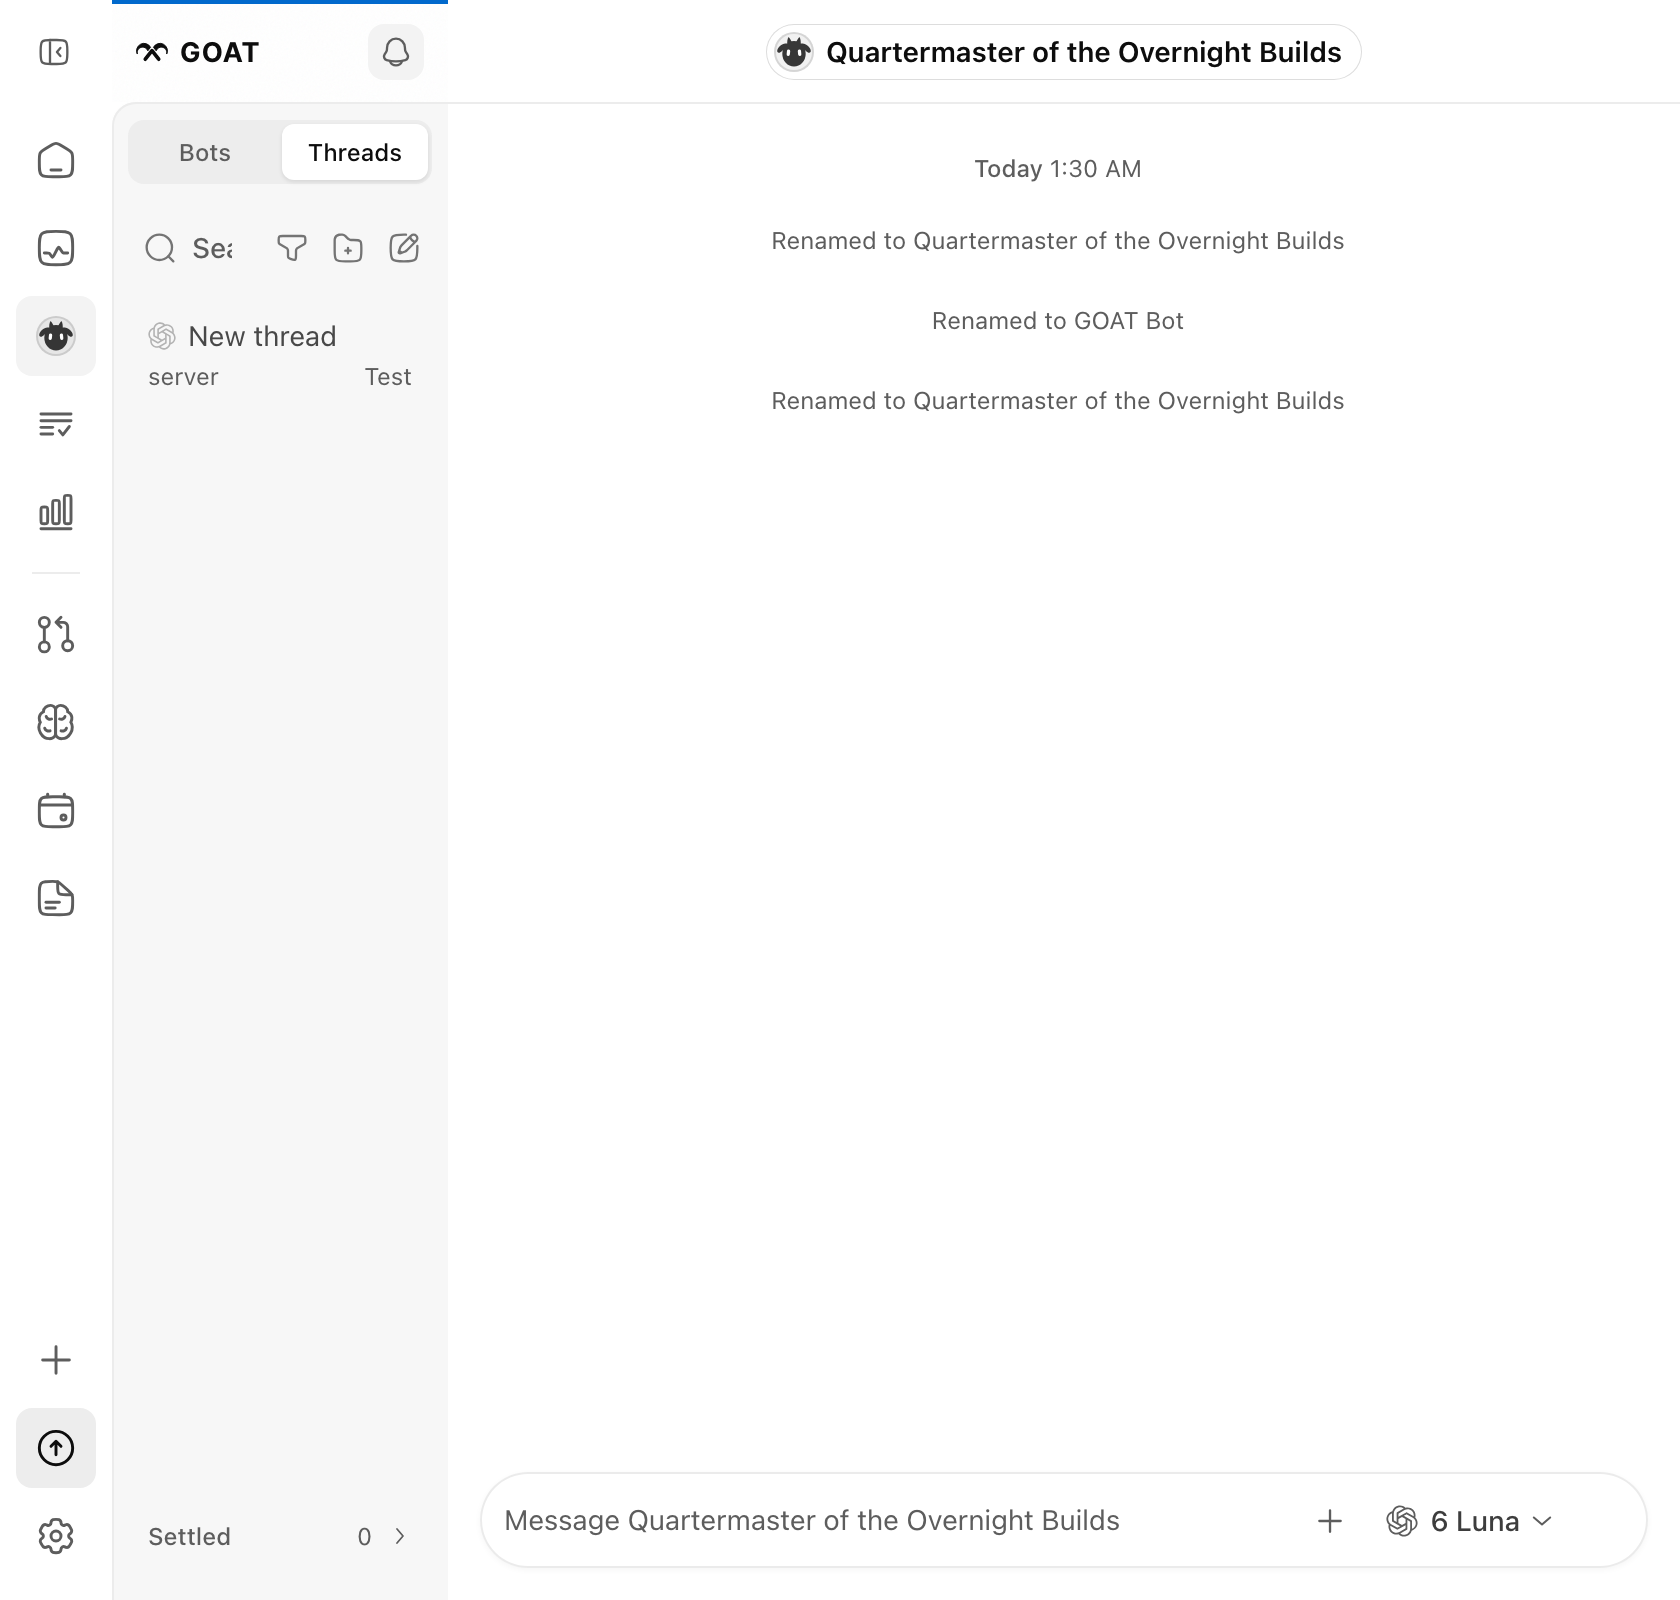 GOAT
Quartermaster of the Overnight Builds
Bots
Threads
Today 1:30 AM
Renamed to Quartermaster of the Overnight Builds
Renamed to GOAT Bot
Renamed to Quartermaster of the Overnight Builds
New thread
server
Test
Settled
0
Message Quartermaster of the Overnight Builds
6 Luna